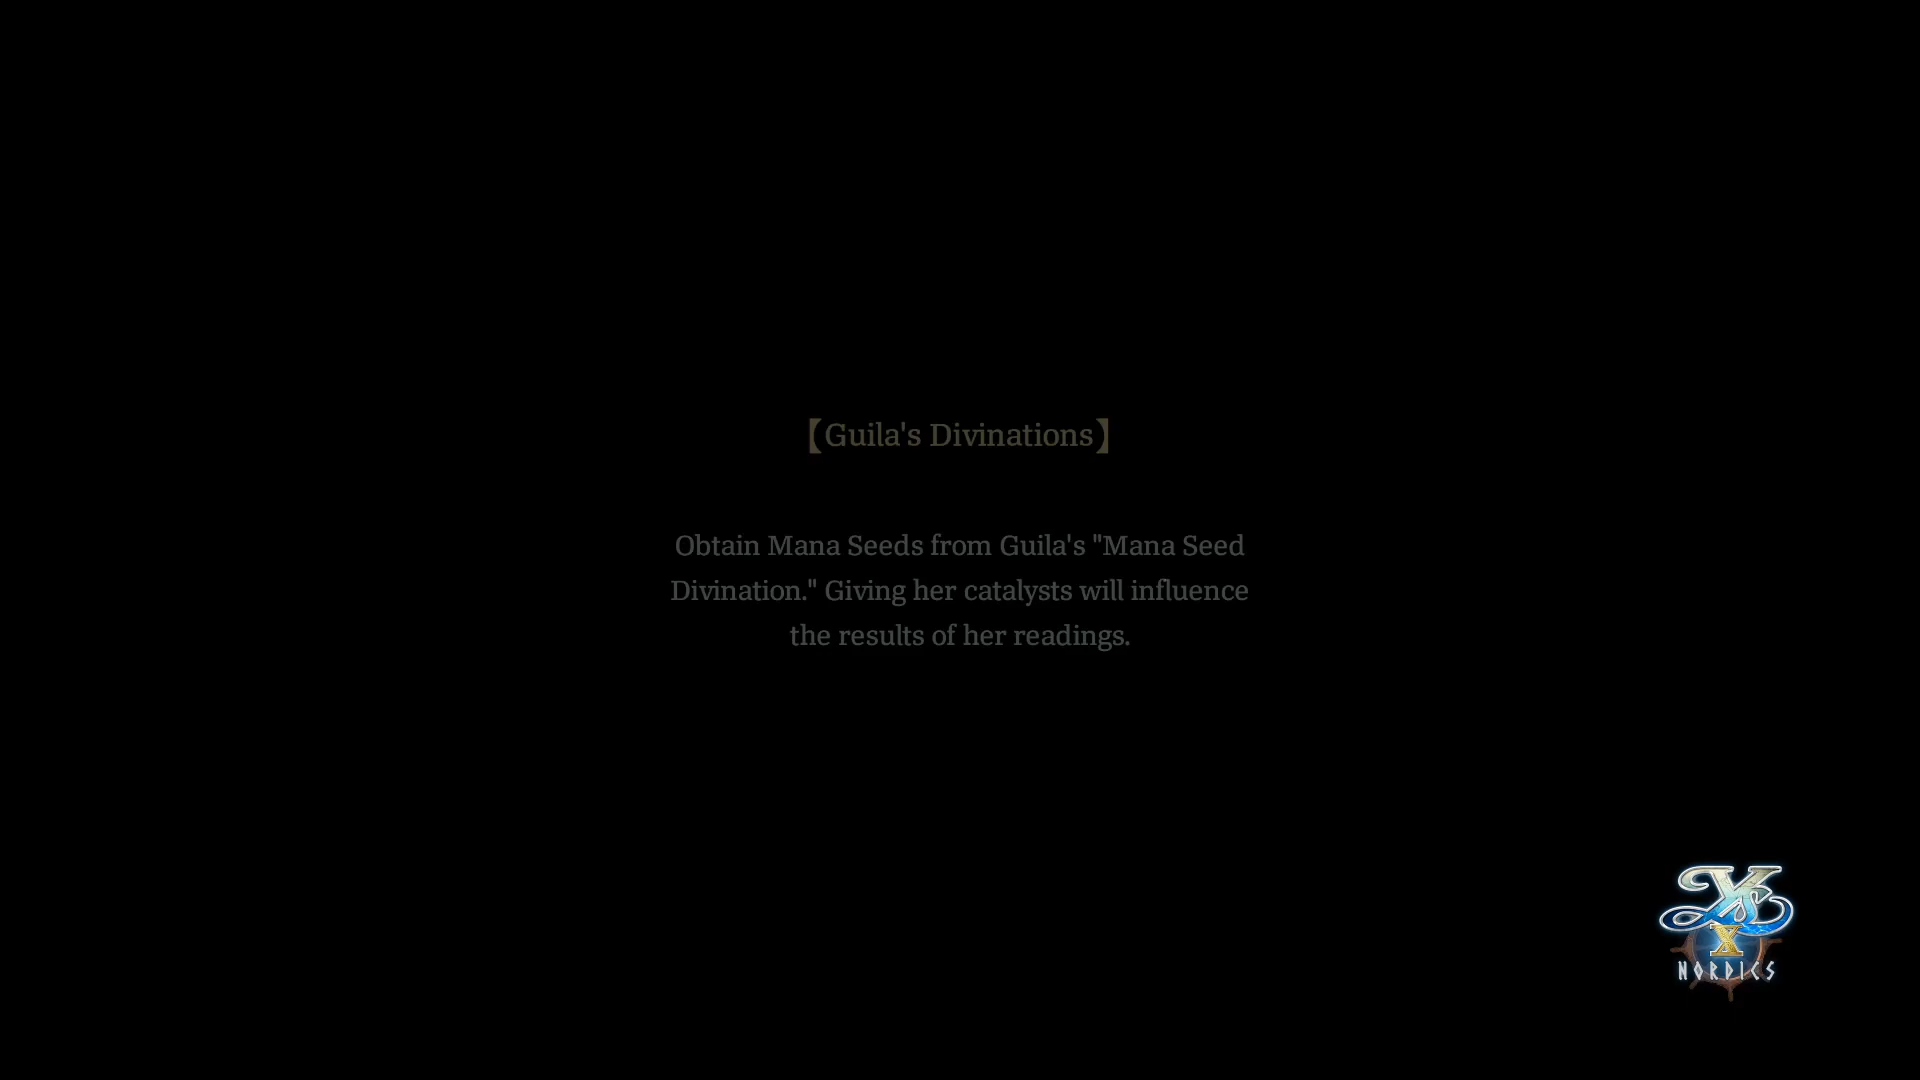 【Guila's Divinations】
Obtain Mana Seeds from Guila's "Mana Seed
Divination." Giving her catalysts will influence
the results of her readings.
Ys
X
NORDICS